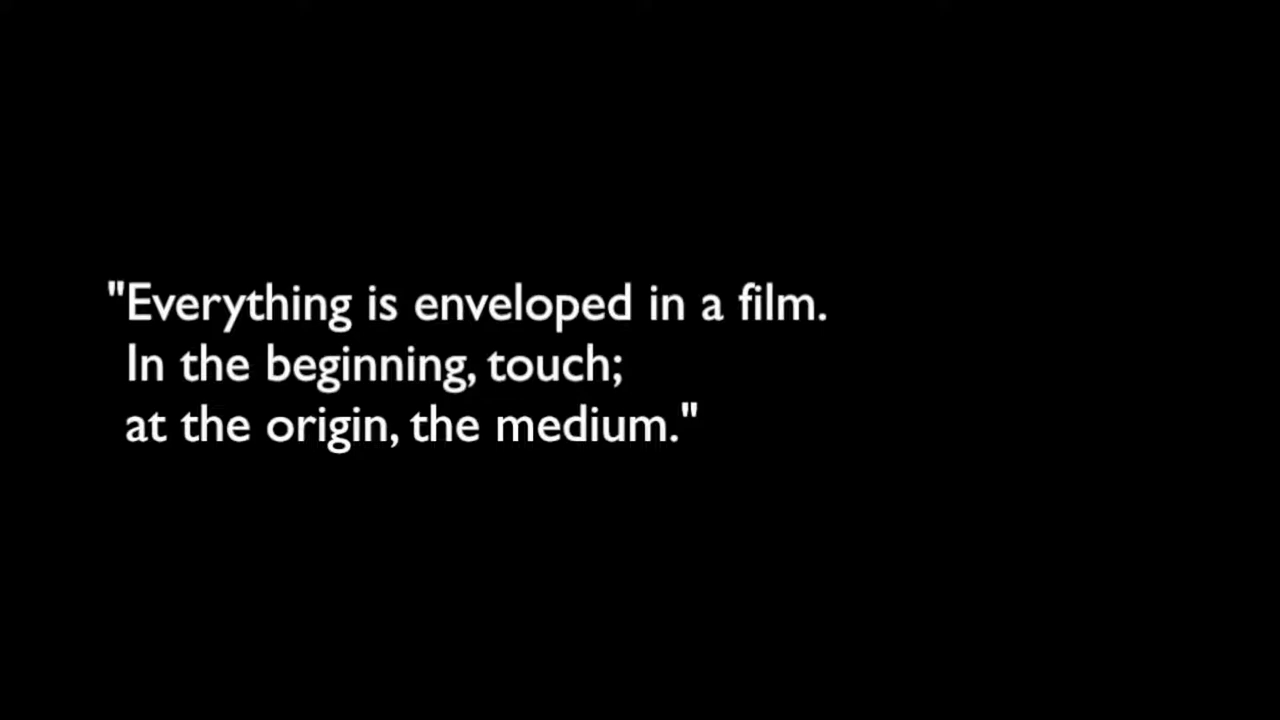 "Everything is enveloped in a film.
In the beginning, touch;
at the origin, the medium."